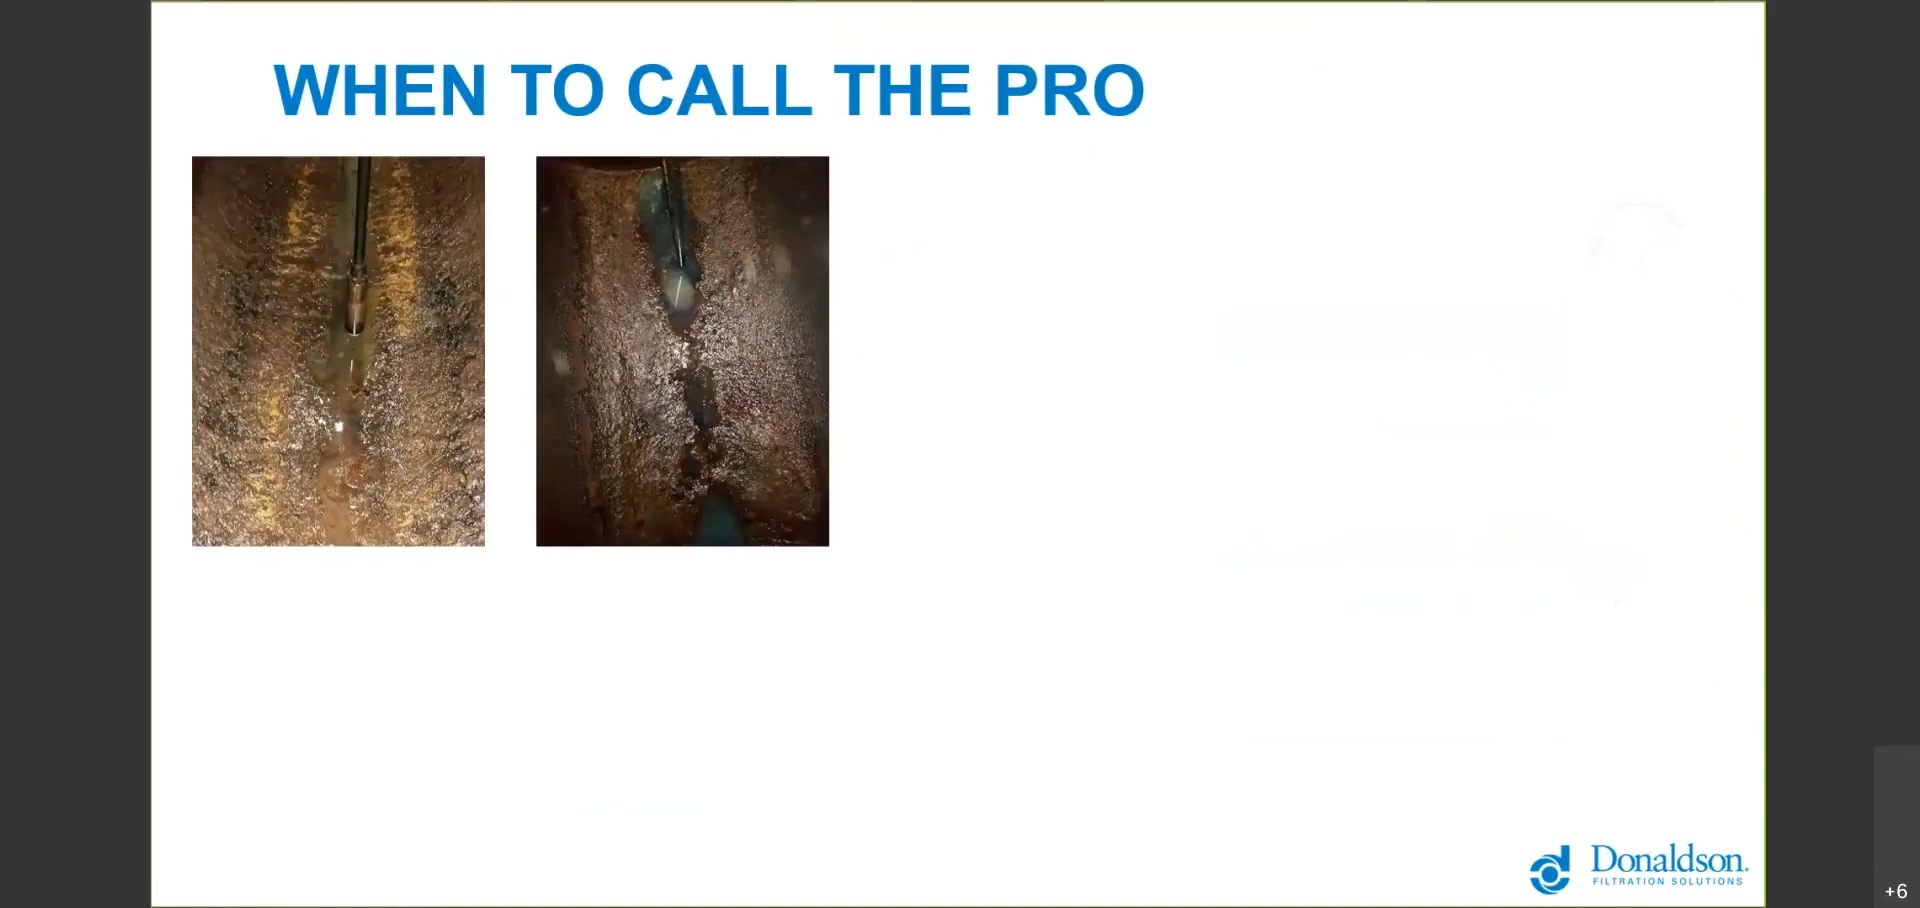 WHEN TO CALL THE PRO
Donaldson.
FILTRATION SOLUTIONS
+6